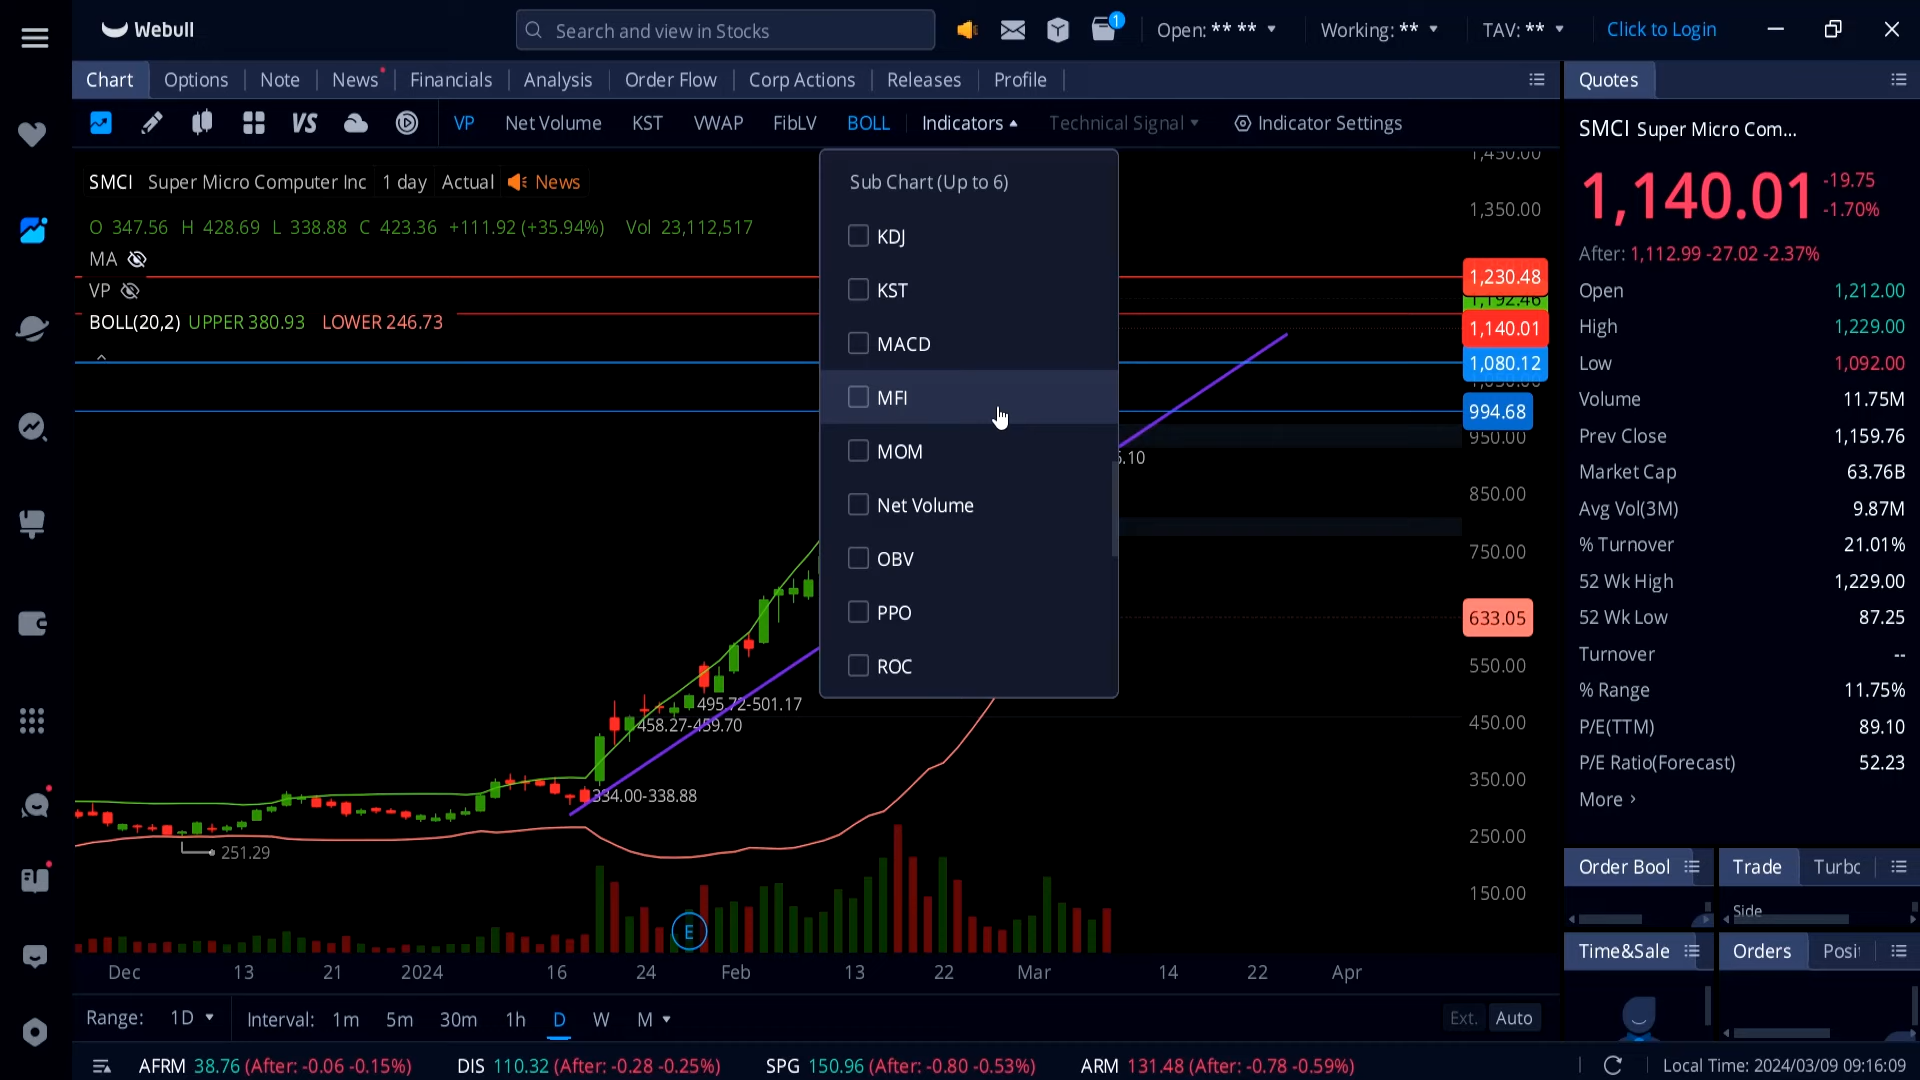 Webull
Search and view in Stocks
1
Open: ** **
Working: **
TAV: **
Click to Login
Chart
Options
Note
News
Financials
Analysis
Order Flow
Corp Actions
Releases
Profile
Quotes
VS
VP
Net Volume
KST
VWAP
FibLV
BOLL
Indicators
Technical Signal
Indicator Settings
SMCI Super Micro Com...
SMCI Super Micro Computer Inc 1 day Actual News
O 347.56 H 428.69 L 338.88 C 423.36 +111.92 (+35.94%) Vol 23,112,517
MA
VP
BOLL(20,2) UPPER 380.93 LOWER 246.73
Sub Chart (Up to 6)
KDJ
KST
MACD
MFI
MOM
Net Volume
OBV
PPO
ROC
495.72-501.17
458.27-459.70
334.00-338.88
251.29
E
1,450.00
1,350.00
1,230.48
1,192.46
1,140.01
1,080.12
994.68
950.00
850.00
750.00
633.05
550.00
450.00
350.00
250.00
150.00
1,140.01
-19.75
-1.70%
After: 1,112.99 -27.02 -2.37%
Open 1,212.00
High 1,229.00
Low 1,092.00
Volume 11.75M
Prev Close 1,159.76
Market Cap 63.76B
Avg Vol(3M) 9.87M
% Turnover 21.01%
52 Wk High 1,229.00
52 Wk Low 87.25
Turnover --
% Range 11.75%
P/E(TTM) 89.10
P/E Ratio(Forecast) 52.23
More
Order Bool
Trade
Turbc
Side
Time&Sale
Orders
Posit
Dec 13 21 2024 16 24 Feb 13 22 Mar 14 22 Apr
Range: 1D
Interval: 1m 5m 30m 1h D W M
Ext. Auto
AFRM 38.76 (After: -0.06 -0.15%)
DIS 110.32 (After: -0.28 -0.25%)
SPG 150.96 (After: -0.80 -0.53%)
ARM 131.48 (After: -0.78 -0.59%)
Local Time: 2024/03/09 09:16:09